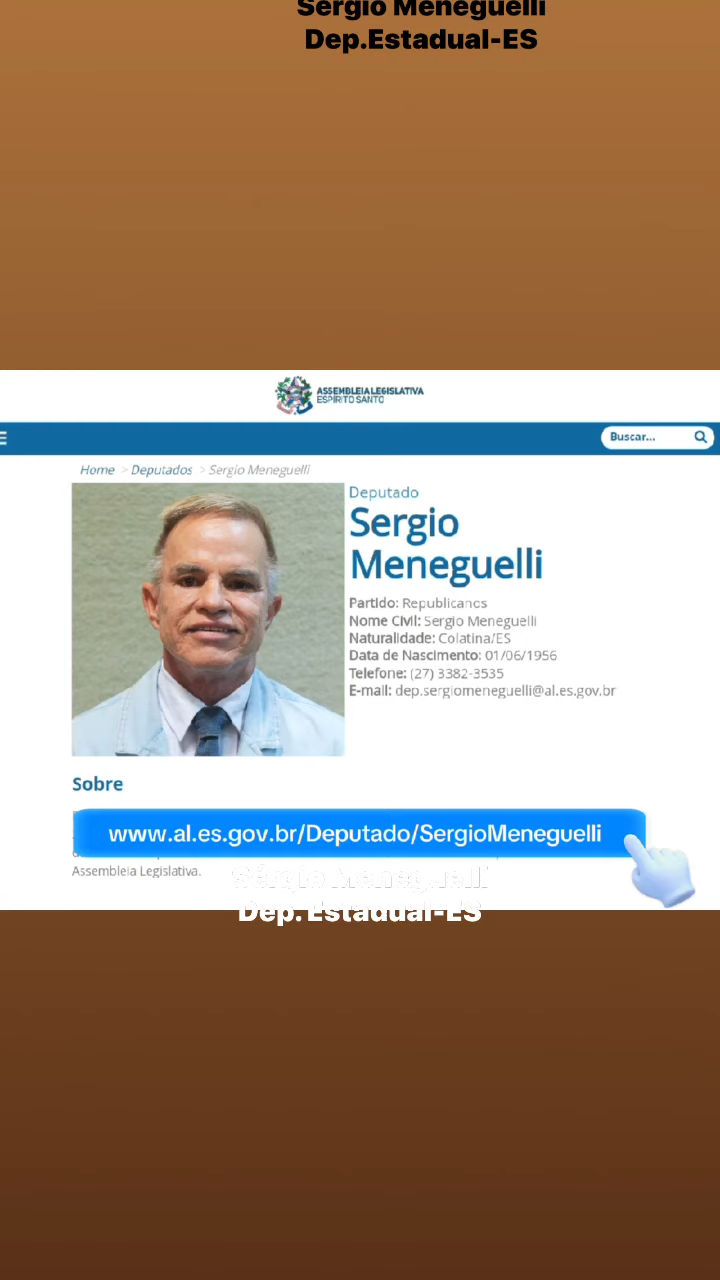 Sergio Meneguelli
Dep.Estadual-ES
ASSEMBLEIA LEGISLATIVA
ESPÍRITO SANTO
Buscar...
Home > Deputados > Sergio Meneguelli
Deputado
Sergio
Meneguelli
Partido: Republicanos
Nome Civil: Sergio Meneguelli
Naturalidade: Colatina/ES
Data de Nascimento: 01/06/1956
Telefone: (27) 3382-3535
E-mail: dep.sergiomeneguelli@al.es.gov.br
Sobre
www.al.es.gov.br/Deputado/SergioMeneguelli
Assembleia Legislativa.
Sérgio Meneguelli
Dep. Estadual-ES